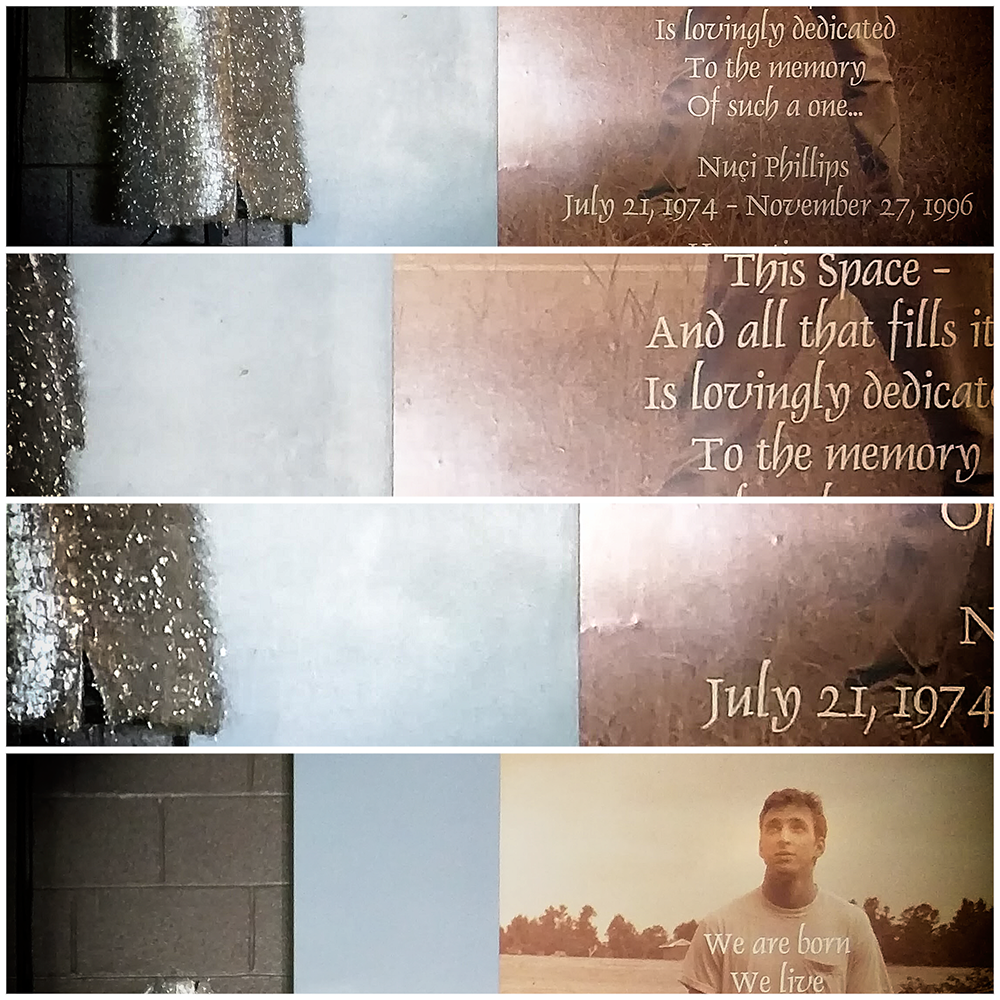 Is lovingly dedicated
To the memory
Of such a one...
Nuçi Phillips
July 21, 1974 - November 27, 1996
This Space -
And all that fills it
Is lovingly dedicate
To the memory
Of
N
July 21, 1974
We are born
We live